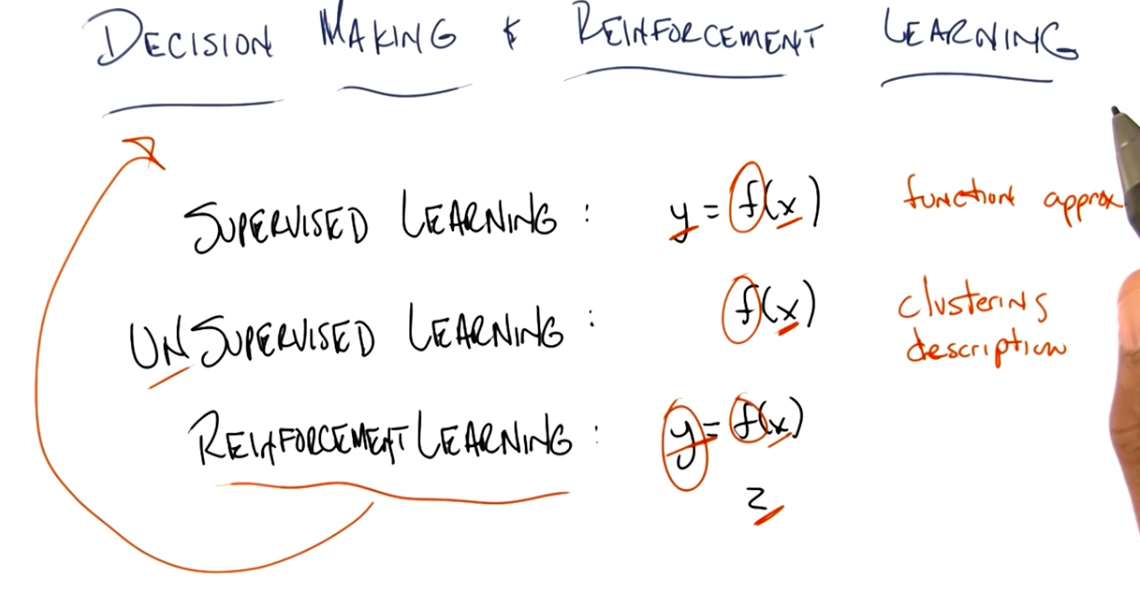 DECISION MAKING & REINFORCEMENT LEARNING
SUPERVISED LEARNING : y = f(x) function approx
UNSUPERVISED LEARNING : f(x) clustering
description
REINFORCEMENT LEARNING : y = f(x)
z